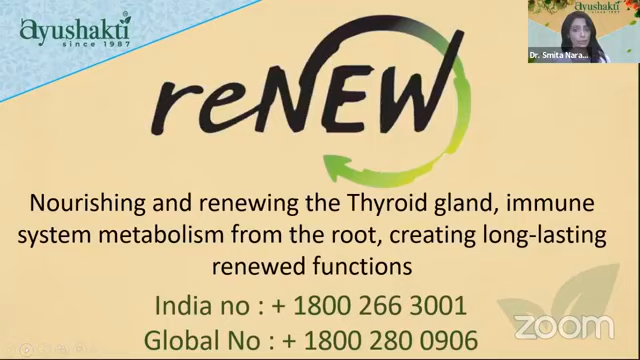 ayushakti
since 1987
ayushakti
Dr. Smita Nara...
reNEW
Nourishing and renewing the Thyroid gland, immune
system metabolism from the root, creating long-lasting
renewed functions
India no : + 1800 266 3001
Global No : + 1800 280 0906
zoom